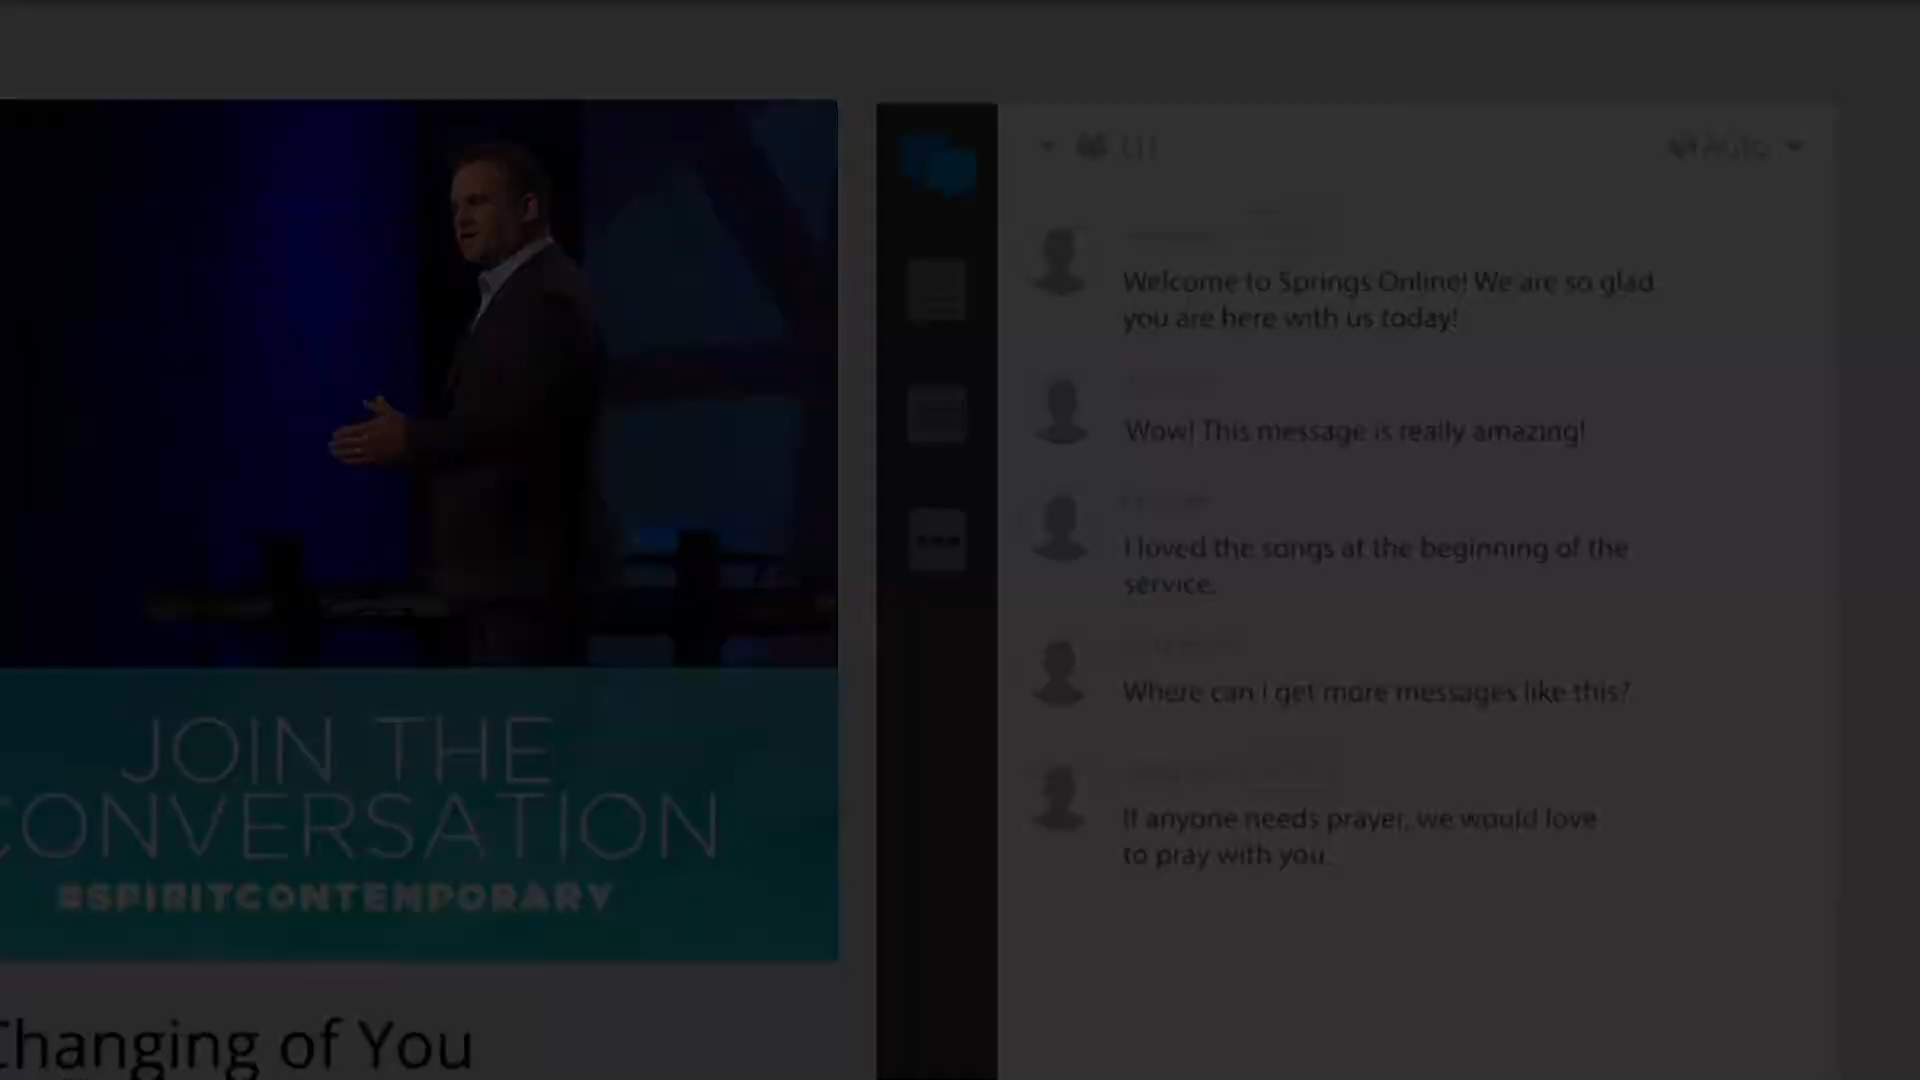 JOIN THE
CONVERSATION
#SPIRITCONTEMPORARY
Changing of You
Auto
Welcome to Springs Online! We are so glad
you are here with us today!
Wow! This message is really amazing!
I loved the songs at the beginning of the
service.
Where can I get more messages like this?
If anyone needs prayer, we would love
to pray with you.